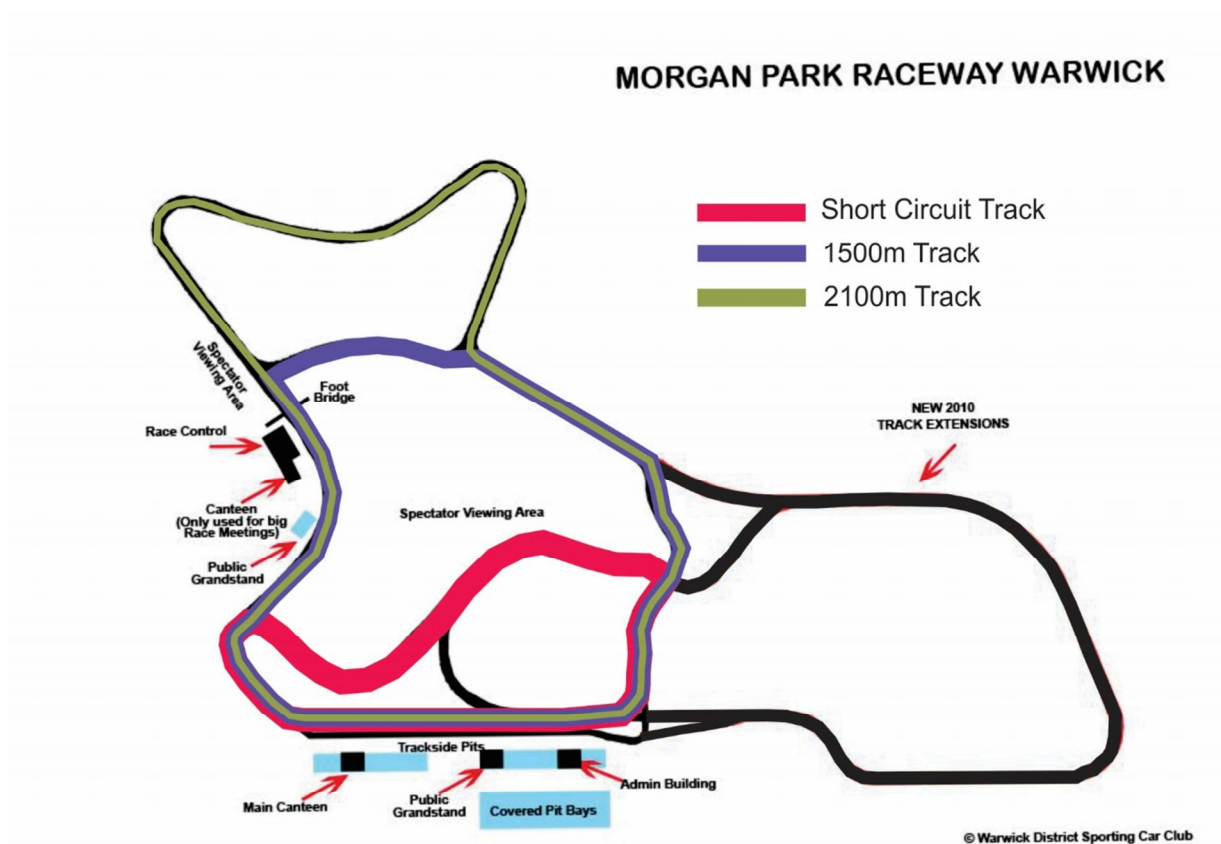 MORGAN PARK RACEWAY WARWICK
Short Circuit Track
1500m Track
2100m Track
Spectator
Viewing Area
Foot
Bridge
Race Control
NEW 2010
TRACK EXTENSIONS
Canteen
(Only used for big
Race Meetings)
Spectator Viewing Area
Public
Grandstand
Trackside Pits
Main Canteen
Public
Grandstand
Admin Building
Covered Pit Bays
© Warwick District Sporting Car Club